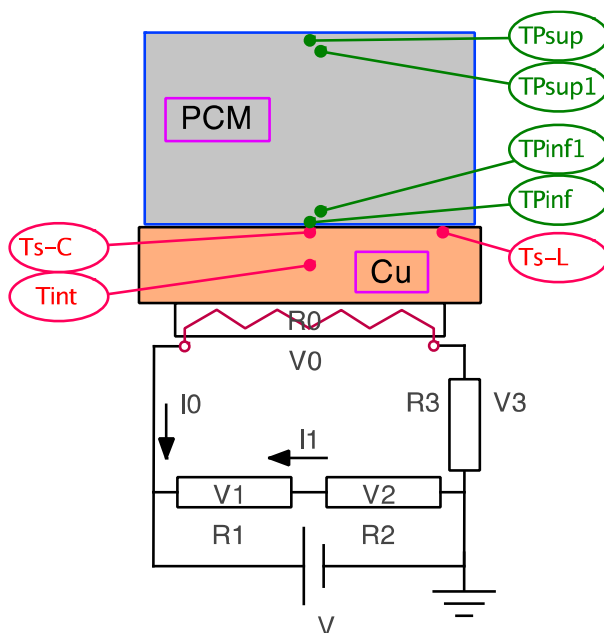 TPsup
TPsup1
PCM
TPinf1
TPinf
Ts-C
Ts-L
Cu
Tint
R0
V0
I0
R3
V3
I1
V1
V2
R1
R2
V